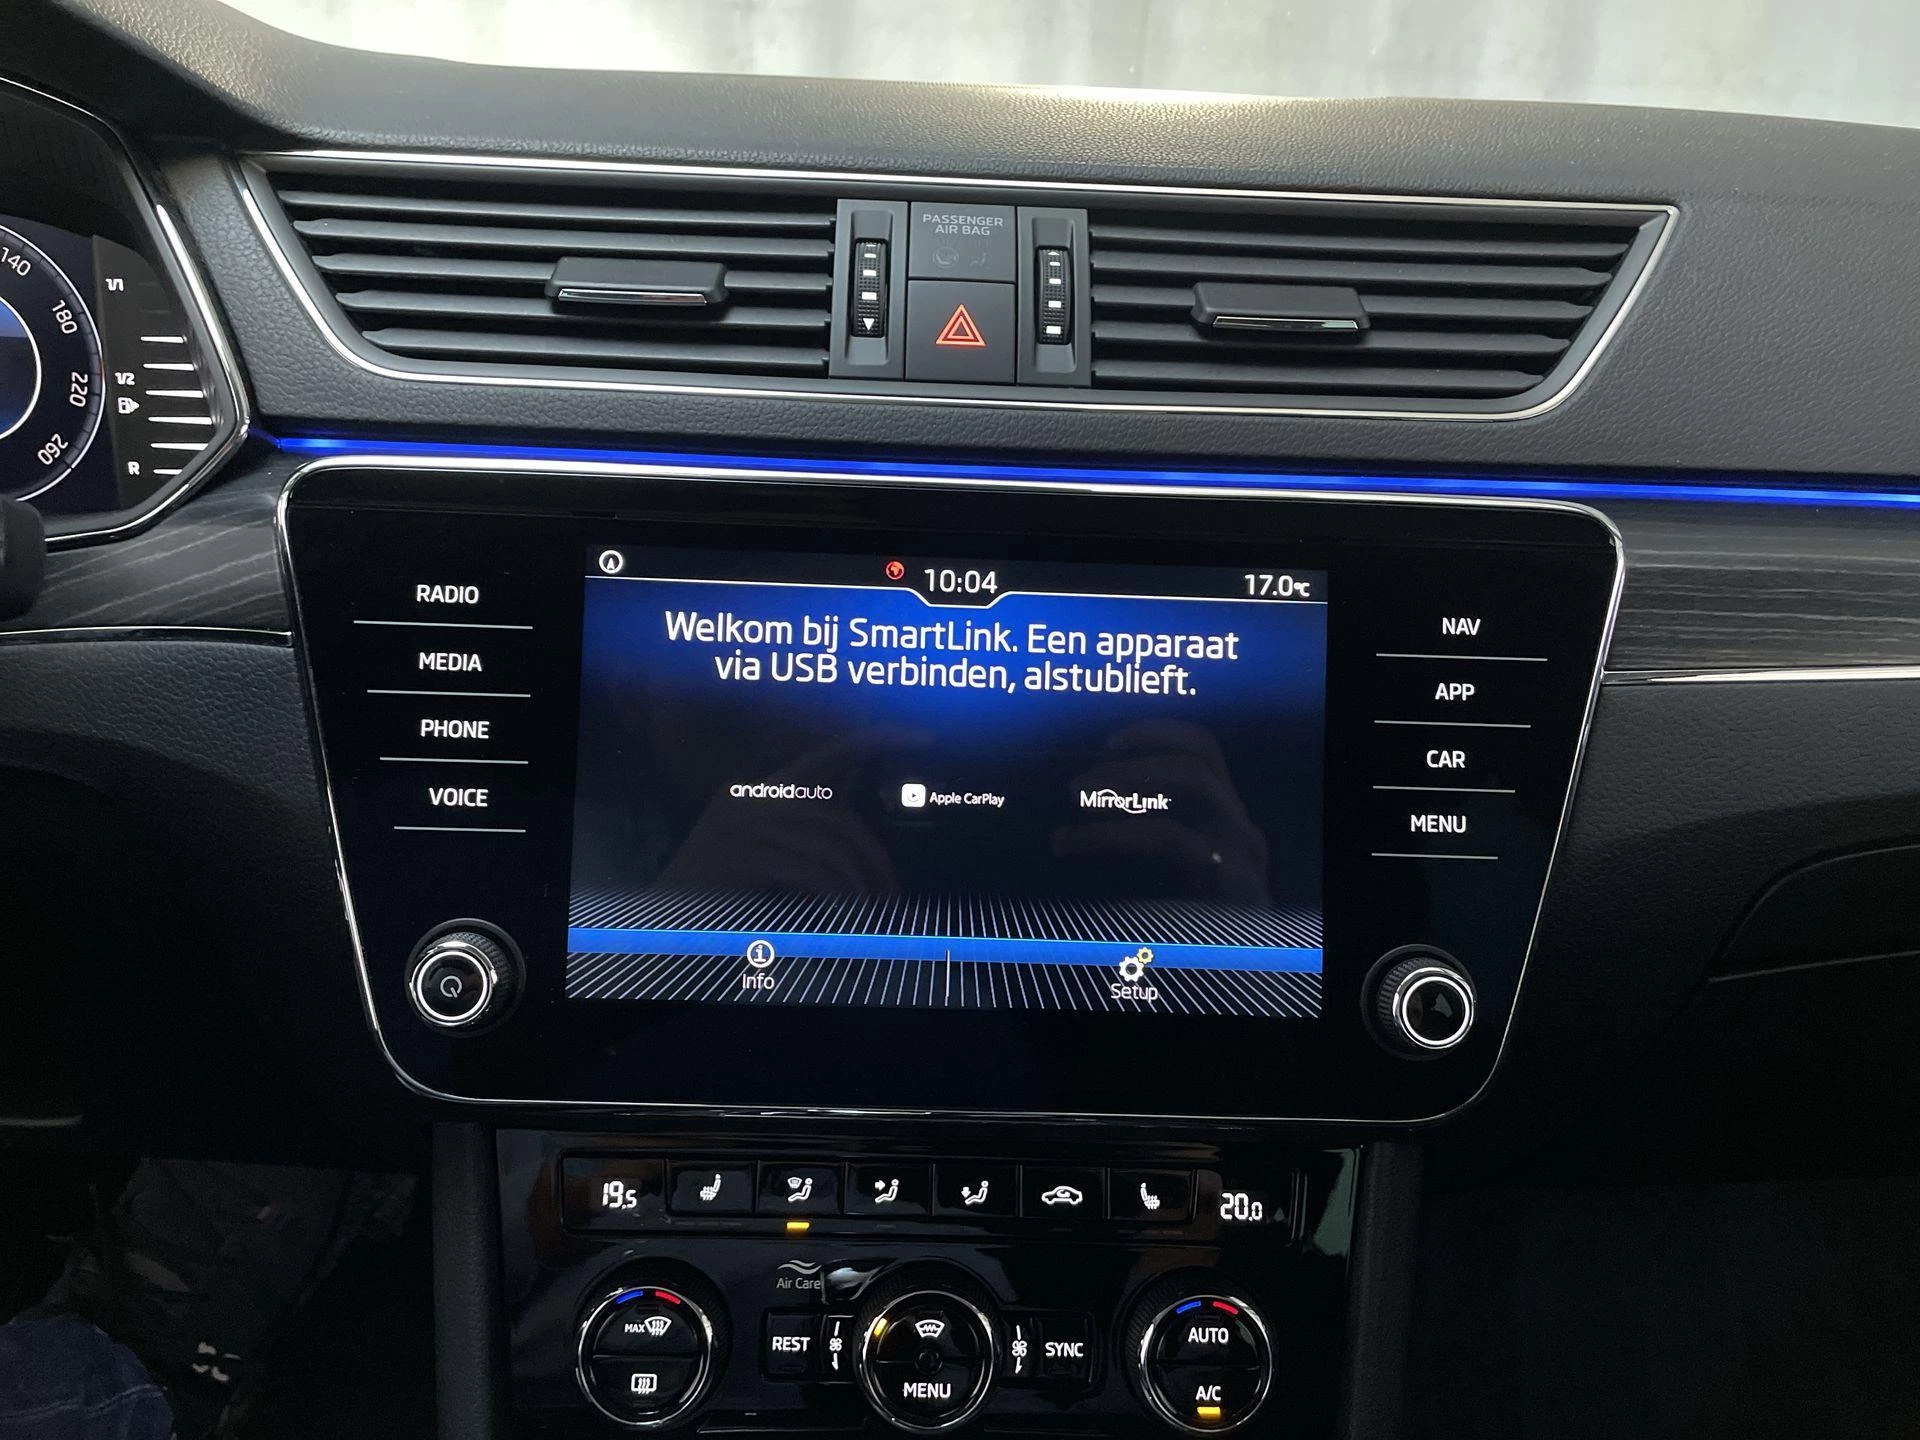 PASSENGER
AIR BAG
140
180
220
260
1/1
1/2
R
10:04
17.0°C
Welkom bij SmartLink. Een apparaat
via USB verbinden, alstublieft.
androidauto
Apple CarPlay
MirrorLink
Info
Setup
RADIO
MEDIA
PHONE
VOICE
NAV
APP
CAR
MENU
19.5
20.0
Air Care
MAX
REST
MENU
SYNC
AUTO
A/C